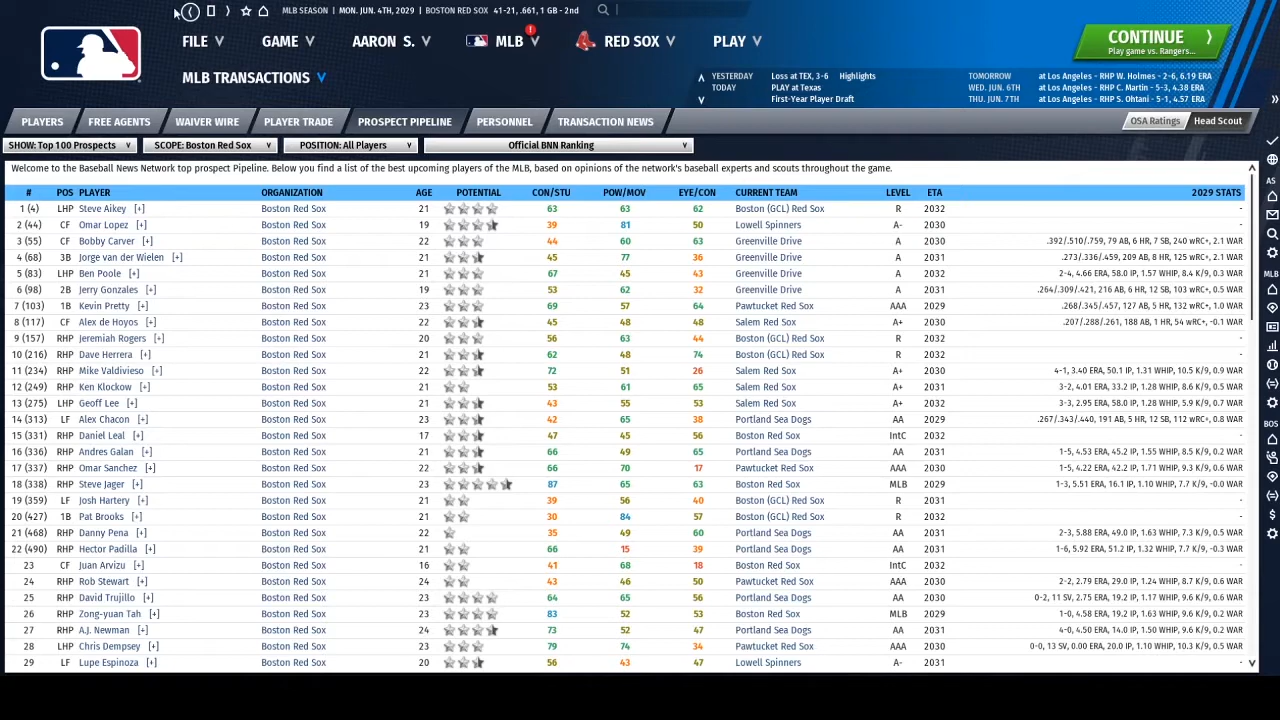 MLB SEASON | MON. JUN. 4TH, 2029 | BOSTON RED SOX 41-21, .661, 1 GB - 2nd
FILE GAME AARON S. MLB RED SOX PLAY
CONTINUE
Play game vs. Rangers...
MLB TRANSACTIONS
YESTERDAY Loss at TEX, 3-6 Highlights
TODAY PLAY at Texas
First-Year Player Draft
TOMORROW at Los Angeles - RHP W. Holmes - 2-6, 6.19 ERA
WED. JUN. 6TH at Los Angeles - RHP C. Martin - 5-3, 4.38 ERA
THU. JUN. 7TH at Los Angeles - RHP S. Ohtani - 5-1, 4.57 ERA
PLAYERS FREE AGENTS WAIVER WIRE PLAYER TRADE PROSPECT PIPELINE PERSONNEL TRANSACTION NEWS OSA Ratings Head Scout
SHOW: Top 100 Prospects SCOPE: Boston Red Sox POSITION: All Players Official BNN Ranking
Welcome to the Baseball News Network top prospect Pipeline. Below you find a list of the best upcoming players of the MLB, based on opinions of the network's baseball experts and scouts throughout the game.
# POS PLAYER ORGANIZATION AGE POTENTIAL CON/STU POW/MOV EYE/CON CURRENT TEAM LEVEL ETA 2029 STATS
1 (4) LHP Steve Aikey [+] Boston Red Sox 21 63 63 62 Boston (GCL) Red Sox R 2032 -
2 (44) CF Omar Lopez [+] Boston Red Sox 19 39 81 50 Lowell Spinners A- 2030 -
3 (55) CF Bobby Carver [+] Boston Red Sox 22 44 60 63 Greenville Drive A 2030 .392/.510/.759, 79 AB, 6 HR, 7 SB, 240 wRC+, 2.1 WAR
4 (68) 3B Jorge van der Wielen [+] Boston Red Sox 21 45 77 36 Greenville Drive A 2030 .273/.336/.459, 209 AB, 8 HR, 125 wRC+, 2.1 WAR
5 (83) LHP Ben Poole [+] Boston Red Sox 21 67 45 43 Greenville Drive A 2032 2-4, 4.66 ERA, 58.0 IP, 1.57 WHIP, 8.4 K/9, 0.3 WAR
6 (98) 2B Jerry Gonzales [+] Boston Red Sox 19 53 62 32 Greenville Drive A 2031 .264/.309/.421, 216 AB, 6 HR, 12 SB, 103 wRC+, 0.5 WAR
7 (103) 1B Kevin Pretty [+] Boston Red Sox 23 69 57 64 Pawtucket Red Sox AAA 2029 .268/.345/.457, 127 AB, 5 HR, 132 wRC+, 1.0 WAR
8 (117) CF Alex de Hoyos [+] Boston Red Sox 22 45 48 48 Salem Red Sox A+ 2030 .207/.288/.261, 188 AB, 1 HR, 54 wRC+, -0.1 WAR
9 (157) RHP Jeremiah Rogers [+] Boston Red Sox 20 56 63 44 Boston (GCL) Red Sox R 2032 -
10 (216) RHP Dave Herrera [+] Boston Red Sox 21 62 48 74 Boston (GCL) Red Sox R 2032 -
11 (234) RHP Mike Valdivieso [+] Boston Red Sox 22 72 51 26 Salem Red Sox A+ 2030 4-1, 3.40 ERA, 50.1 IP, 1.31 WHIP, 10.5 K/9, 0.9 WAR
12 (249) RHP Ken Klockow [+] Boston Red Sox 21 53 61 65 Salem Red Sox A+ 2031 3-2, 4.01 ERA, 33.2 IP, 1.28 WHIP, 8.6 K/9, 0.5 WAR
13 (275) LHP Geoff Lee [+] Boston Red Sox 21 43 55 53 Salem Red Sox A+ 2032 3-3, 2.95 ERA, 58.0 IP, 1.28 WHIP, 5.9 K/9, 0.7 WAR
14 (313) LF Alex Chacon [+] Boston Red Sox 23 42 65 38 Portland Sea Dogs AA 2029 .267/.343/.440, 191 AB, 5 HR, 12 SB, 112 wRC+, 0.8 WAR
15 (331) RHP Daniel Leal [+] Boston Red Sox 17 47 45 56 Boston Red Sox IntC 2032 -
16 (336) RHP Andres Galan [+] Boston Red Sox 21 66 49 65 Portland Sea Dogs AA 2031 1-5, 4.53 ERA, 45.2 IP, 1.55 WHIP, 8.5 K/9, 0.2 WAR
17 (337) RHP Omar Sanchez [+] Boston Red Sox 22 66 70 17 Pawtucket Red Sox AAA 2030 1-5, 4.22 ERA, 42.2 IP, 1.71 WHIP, 9.3 K/9, 0.6 WAR
18 (338) RHP Steve Jager [+] Boston Red Sox 23 87 65 63 Boston Red Sox MLB 2029 1-3, 5.51 ERA, 16.1 IP, 1.10 WHIP, 7.7 K/9, -0.0 WAR
19 (359) LF Josh Hartery [+] Boston Red Sox 21 39 56 40 Boston (GCL) Red Sox R 2031 -
20 (427) 1B Pat Brooks [+] Boston Red Sox 21 30 84 57 Boston (GCL) Red Sox R 2032 -
21 (468) RHP Danny Pena [+] Boston Red Sox 22 35 49 60 Portland Sea Dogs AA 2031 2-3, 5.88 ERA, 49.0 IP, 1.63 WHIP, 7.3 K/9, 0.5 WAR
22 (490) RHP Hector Padilla [+] Boston Red Sox 21 66 15 39 Portland Sea Dogs AA 2031 1-6, 5.92 ERA, 51.2 IP, 1.32 WHIP, 7.7 K/9, -0.3 WAR
23 CF Juan Arvizu [+] Boston Red Sox 16 41 68 18 Boston Red Sox IntC 2032 -
24 RHP Rob Stewart [+] Boston Red Sox 24 43 46 50 Pawtucket Red Sox AAA 2030 2-2, 2.79 ERA, 29.0 IP, 1.24 WHIP, 8.7 K/9, 0.6 WAR
25 RHP David Trujillo [+] Boston Red Sox 23 64 65 56 Portland Sea Dogs AA 2031 0-2, 11 SV, 2.75 ERA, 19.2 IP, 1.17 WHIP, 9.6 K/9, 0.6 WAR
26 RHP Zong-yuan Tah [+] Boston Red Sox 23 83 52 53 Boston Red Sox MLB 2029 1-0, 4.58 ERA, 19.2 IP, 1.63 WHIP, 9.6 K/9, 0.2 WAR
27 RHP A.J. Newman [+] Boston Red Sox 24 73 52 47 Portland Sea Dogs AA 2031 4-0, 4.50 ERA, 14.0 IP, 1.50 WHIP, 9.6 K/9, 0.2 WAR
28 LHP Chris Dempsey [+] Boston Red Sox 23 79 74 34 Pawtucket Red Sox AAA 2030 0-0, 13 SV, 0.00 ERA, 20.0 IP, 1.10 WHIP, 10.3 K/9, 0.5 WAR
29 LF Lupe Espinoza [+] Boston Red Sox 20 56 43 47 Lowell Spinners A- 2031 -
AS
MLB
BOS